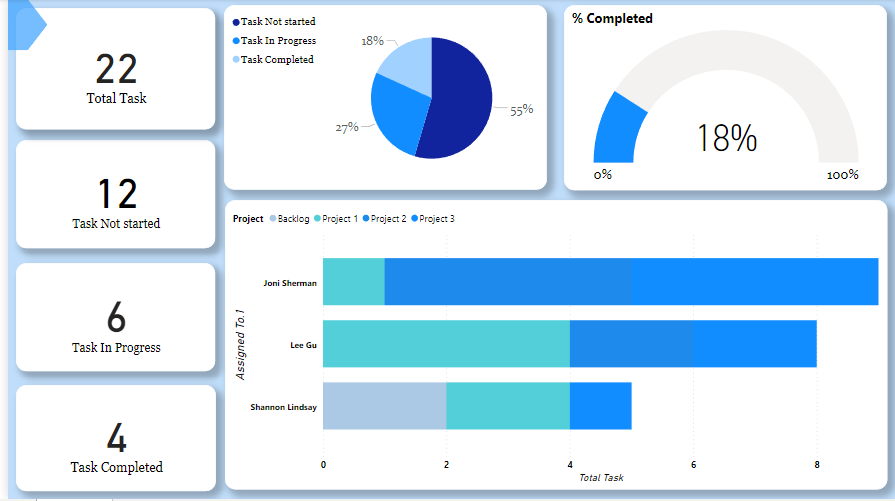 22
Total Task
12
Task Not started
6
Task In Progress
4
Task Completed
Task Not started
Task In Progress
Task Completed
18%
55%
27%
% Completed
18%
0%
100%
Project Backlog Project 1 Project 2 Project 3
Assigned To.1
Joni Sherman
Lee Gu
Shannon Lindsay
0 2 4 6 8
Total Task